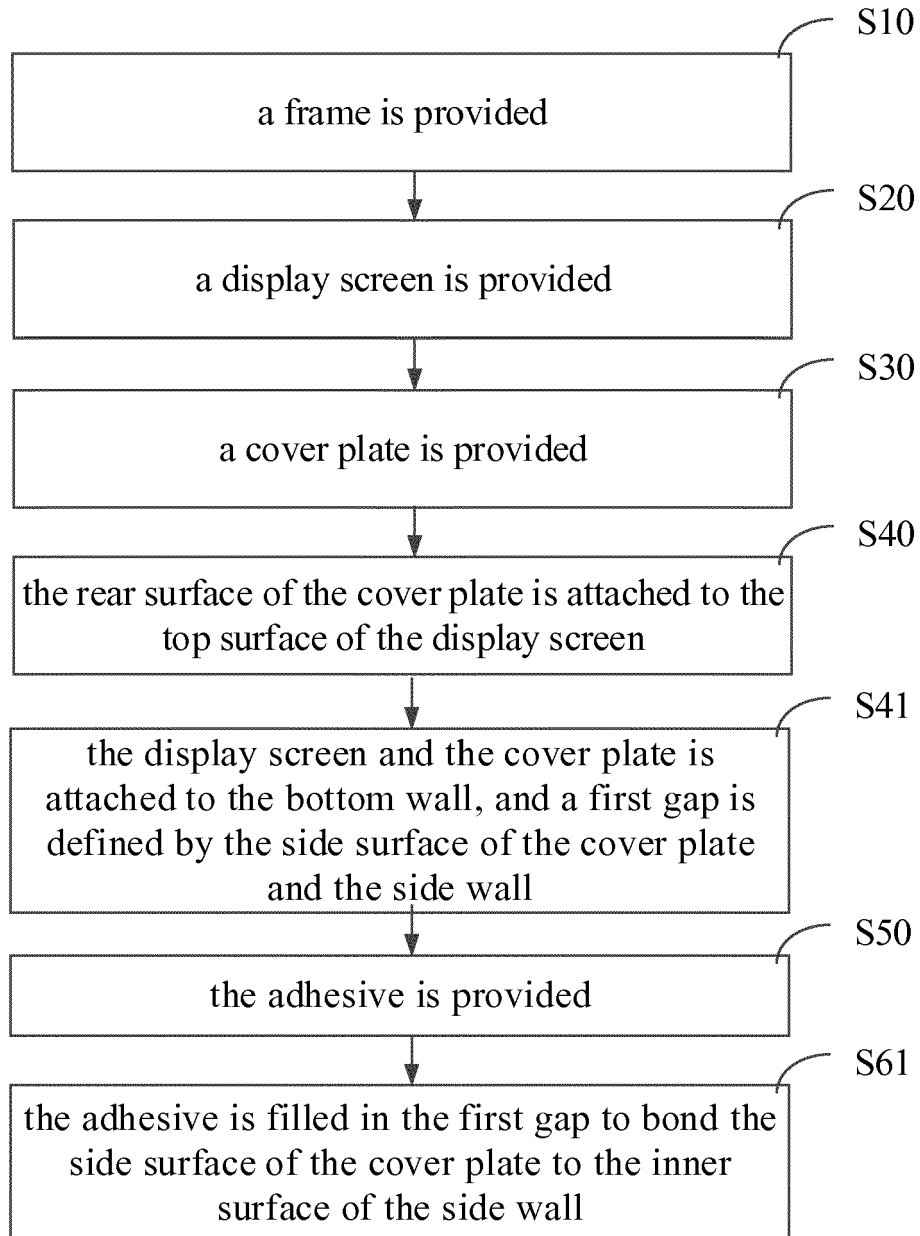 S10
a frame is provided
S20
a display screen is provided
S30
a cover plate is provided
S40
the rear surface of the cover plate is attached to the
top surface of the display screen
S41
the display screen and the cover plate is
attached to the bottom wall, and a first gap is
defined by the side surface of the cover plate
and the side wall
S50
the adhesive is provided
S61
the adhesive is filled in the first gap to bond the
side surface of the cover plate to the inner
surface of the side wall